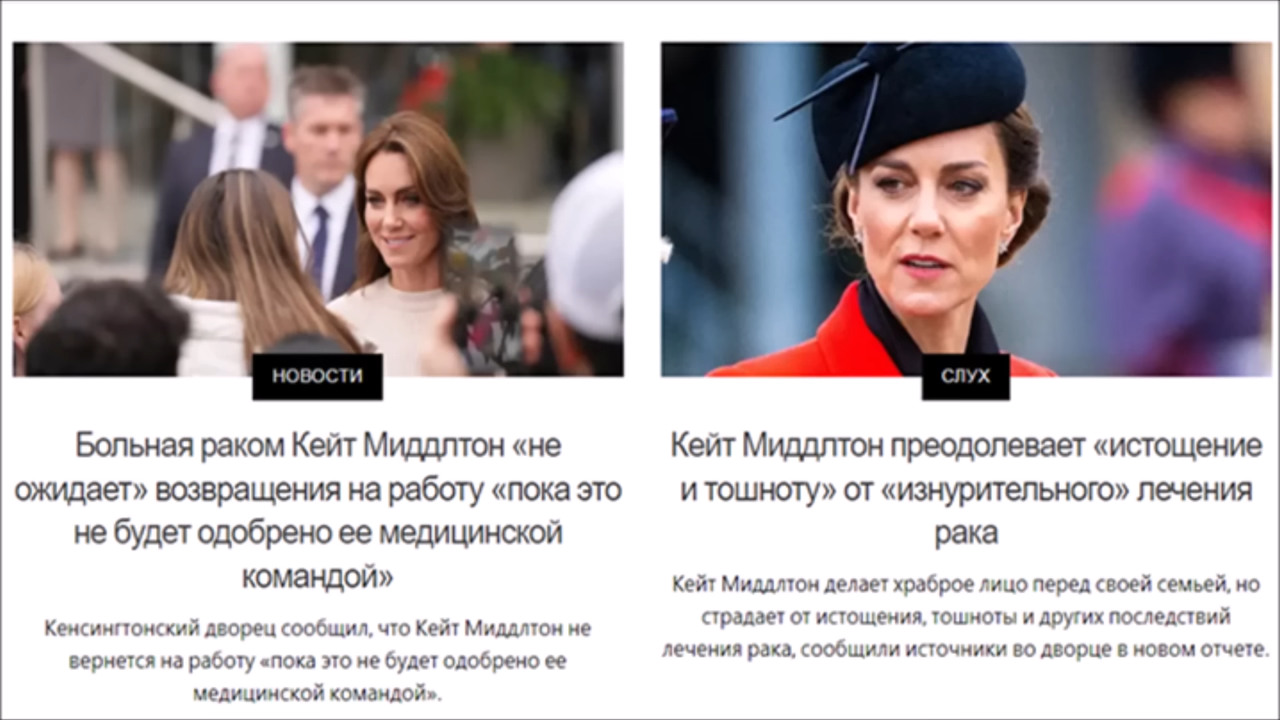 НОВОСТИ
Больная раком Кейт Миддлтон «не
ожидает» возвращения на работу «пока это
не будет одобрено ее медицинской
командой»
Кенсингтонский дворец сообщил, что Кейт Миддлтон не
вернется на работу «пока это не будет одобрено ее
медицинской командой».
СЛУХ
Кейт Миддлтон преодолевает «истощение
и тошноту» от «изнурительного» лечения
рака
Кейт Миддлтон делает храброе лицо перед своей семьей, но
страдает от истощения, тошноты и других последствий
лечения рака, сообщили источники во дворце в новом отчете.